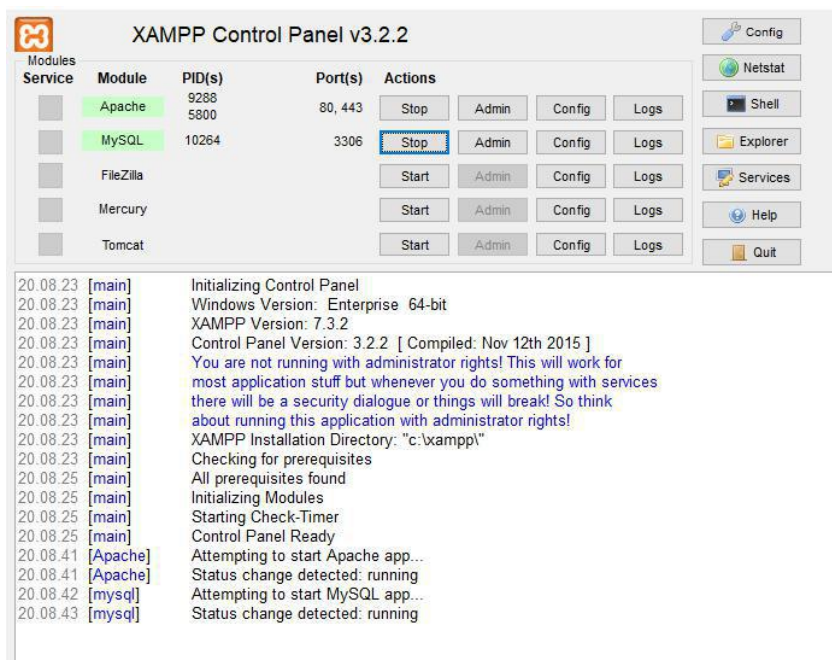 XAMPP Control Panel v3.2.2
Config
Modules
Netstat
Service Module PID(s) Port(s) Actions
Apache 9288 5800 80, 443 Stop Admin Config Logs
Shell
MySQL 10264 3306 Stop Admin Config Logs
Explorer
FileZilla Start Admin Config Logs
Services
Mercury Start Admin Config Logs
Help
Tomcat Start Admin Config Logs
Quit
20.08.23 [main] Initializing Control Panel
20.08.23 [main] Windows Version: Enterprise 64-bit
20.08.23 [main] XAMPP Version: 7.3.2
20.08.23 [main] Control Panel Version: 3.2.2 [ Compiled: Nov 12th 2015 ]
20.08.23 [main] You are not running with administrator rights! This will work for
20.08.23 [main] most application stuff but whenever you do something with services
20.08.23 [main] there will be a security dialogue or things will break! So think
20.08.23 [main] about running this application with administrator rights!
20.08.23 [main] XAMPP Installation Directory: "c:\xampp\"
20.08.23 [main] Checking for prerequisites
20.08.25 [main] All prerequisites found
20.08.25 [main] Initializing Modules
20.08.25 [main] Starting Check-Timer
20.08.25 [main] Control Panel Ready
20.08.41 [Apache] Attempting to start Apache app...
20.08.41 [Apache] Status change detected: running
20.08.42 [mysql] Attempting to start MySQL app...
20.08.43 [mysql] Status change detected: running